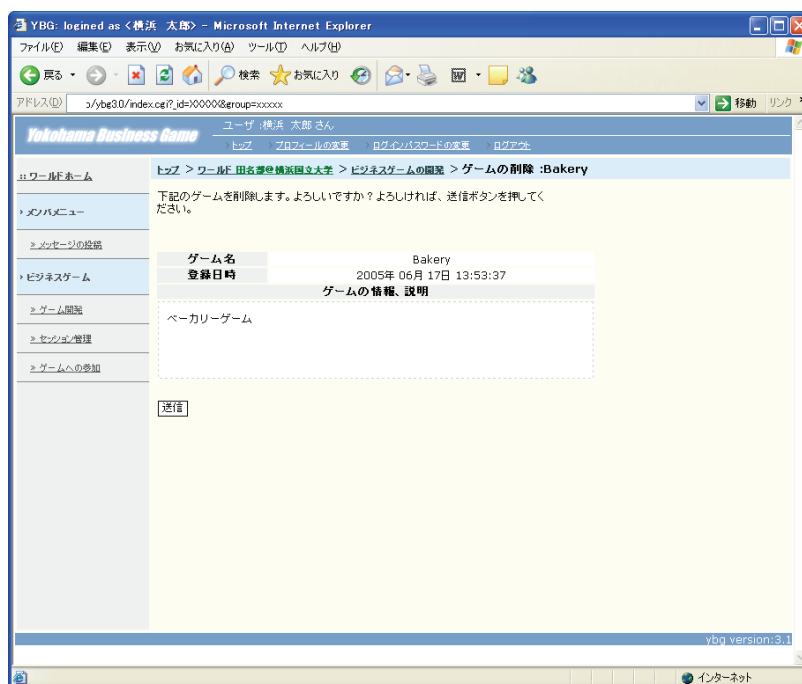 YBG: logined as <横浜 太郎> - Microsoft Internet Explorer
ファイル(F) 編集(E) 表示(V) お気に入り(A) ツール(T) ヘルプ(H)
戻る 検索 お気に入り
アドレス(D) ɔ/ybg3.0/index.cgi?_id=XXXXX&group=xxxxx 移動 リンク »
Yokohama Business Game
ユーザ :横浜 太郎 さん
トップ プロフィールの変更 ログインパスワードの変更 ログアウト
:: ワールドホーム
トップ > ワールド 田名部@横浜国立大学 > ビジネスゲームの開発 > ゲームの削除 :Bakery
下記のゲームを削除します。よろしいですか?よろしければ、送信ボタンを押してく
ださい。
› メンバメニュー
» メッセージの投稿
› ビジネスゲーム
» ゲーム開発
» セッション管理
» ゲームへの参加
ゲーム名 Bakery
登録日時 2005年 06月 17日 13:53:37
ゲームの情報、説明
ベーカリーゲーム
送信
ybg version:3.1
インターネット